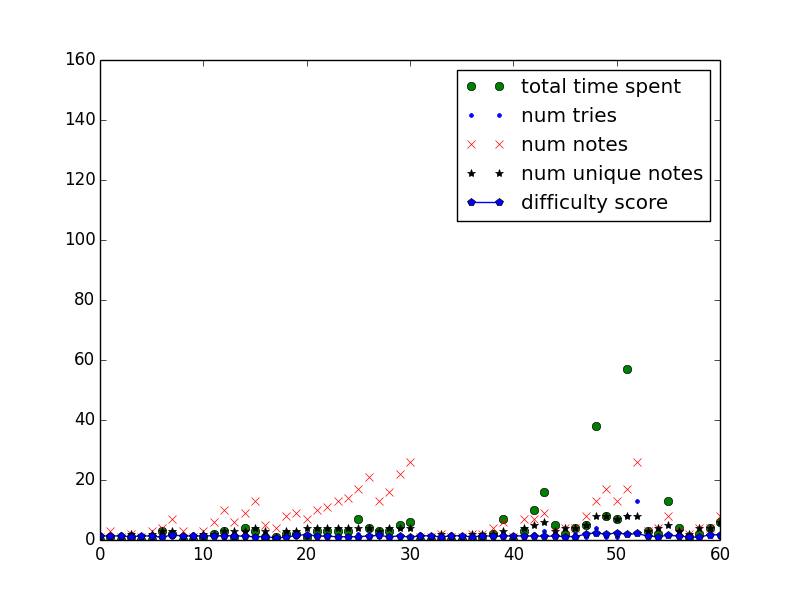 160
140
120
100
80
60
40
20
0
0 10 20 30 40 50 60
total time spent
num tries
num notes
num unique notes
difficulty score